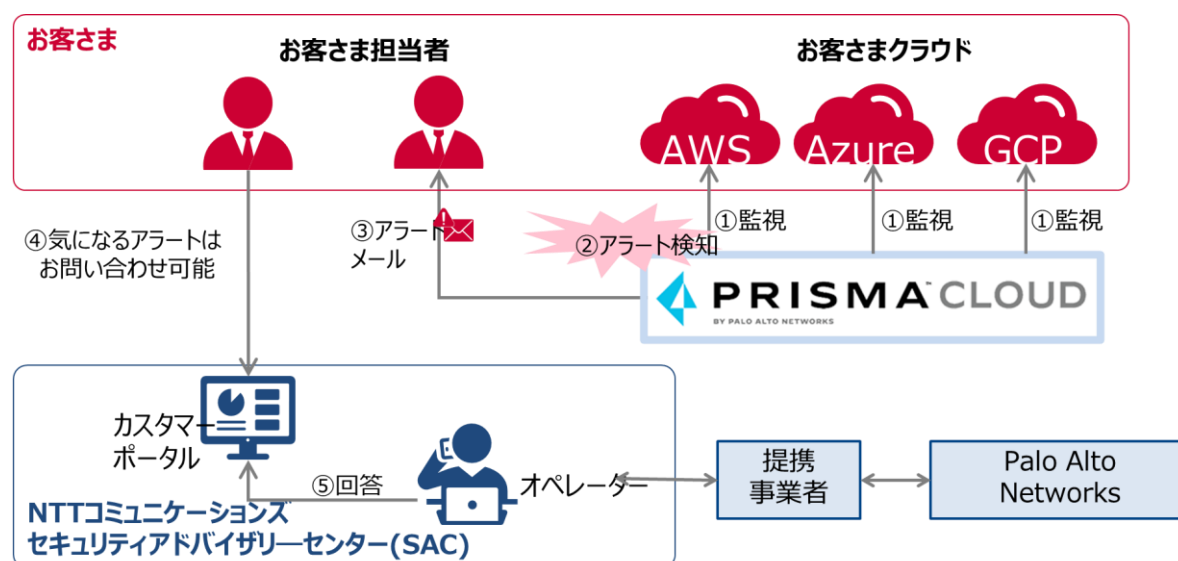 お客さま
お客さま担当者
お客さまクラウド
AWS
Azure
GCP
④気になるアラートは
お問い合わせ可能
③アラート
メール
②アラート検知
①監視
①監視
①監視
PRISMA™ CLOUD
BY PALO ALTO NETWORKS
カスタマー
ポータル
⑤回答
オペレーター
提携
事業者
Palo Alto
Networks
NTTコミュニケーションズ
セキュリティアドバイザリーセンター(SAC)